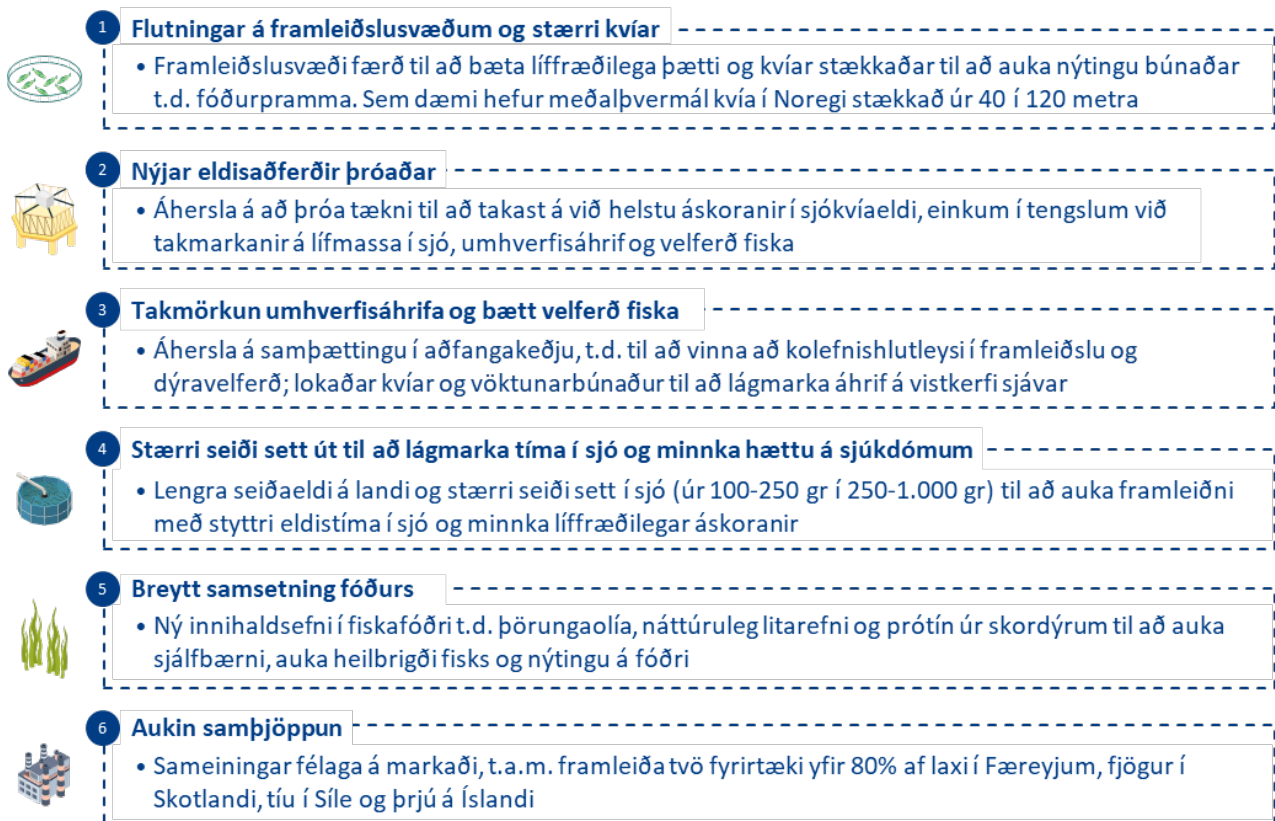 1 Flutningar á framleiðslusvæðum og stærri kvíar
• Framleiðslusvæði færð til að bæta líffræðilega þætti og kvíar stækkaðar til að auka nýtingu búnaðar
t.d. fóðurpramma. Sem dæmi hefur meðalþvermál kvía í Noregi stækkað úr 40 í 120 metra
2 Nýjar eldisaðferðir þróaðar
• Áhersla á að þróa tækni til að takast á við helstu áskoranir í sjókvíaeldi, einkum í tengslum við
takmarkanir á lífmassa í sjó, umhverfisáhrif og velferð fiska
3 Takmörkun umhverfisáhrifa og bætt velferð fiska
• Áhersla á samþættingu í aðfangakeðju, t.d. til að vinna að kolefnishlutleysi í framleiðslu og
dýravelferð; lokaðar kvíar og vöktunarbúnaður til að lágmarka áhrif á vistkerfi sjávar
4 Stærri seiði sett út til að lágmarka tíma í sjó og minnka hættu á sjúkdómum
• Lengra seiðaeldi á landi og stærri seiði sett í sjó (úr 100-250 gr í 250-1.000 gr) til að auka framleiðni
með styttri eldistíma í sjó og minnka líffræðilegar áskoranir
5 Breytt samsetning fóðurs
• Ný innihaldsefni í fiskafóðri t.d. þörungaolía, náttúruleg litarefni og prótín úr skordýrum til að auka
sjálfbærni, auka heilbrigði fisks og nýtingu á fóðri
6 Aukin samþjöppun
• Sameiningar félaga á markaði, t.a.m. framleiða tvö fyrirtæki yfir 80% af laxi í Færeyjum, fjögur í
Skotlandi, tíu í Síle og þrjú á Íslandi